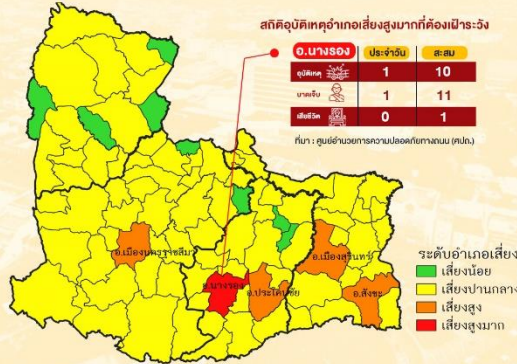 สถิติอุบัติเหตุอำเภอเสี่ยงสูงมากที่ต้องเฝ้าระวัง
อ.นางรอง ประจำวัน สะสม
อุบัติเหตุ 1 10
บาดเจ็บ 1 11
เสียชีวิต 0 1
ที่มา : ศูนย์อำนวยการความปลอดภัยทางถนน (ศปถ.)
อ.เมืองนครราชสีมา
อ.เมืองสุรินทร์
อ.นางรอง
อ.ประโคนชัย
อ.สังขะ
ระดับอำเภอเสี่ยง
เสี่ยงน้อย
เสี่ยงปานกลาง
เสี่ยงสูง
เสี่ยงสูงมาก